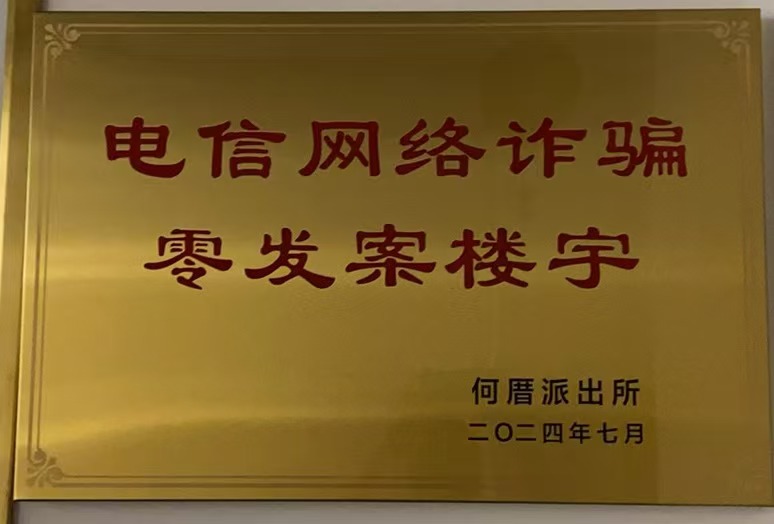 电信网络诈骗
零发案楼宇
何厝派出所
二〇二四年七月